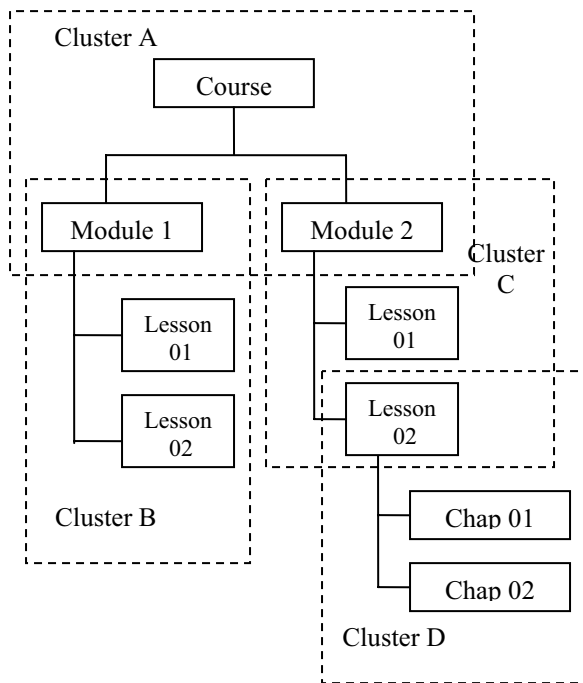 Cluster A
Course
Module 1
Module 2
Cluster
C
Lesson
01
Lesson
01
Lesson
02
Lesson
02
Cluster B
Chap 01
Chap 02
Cluster D